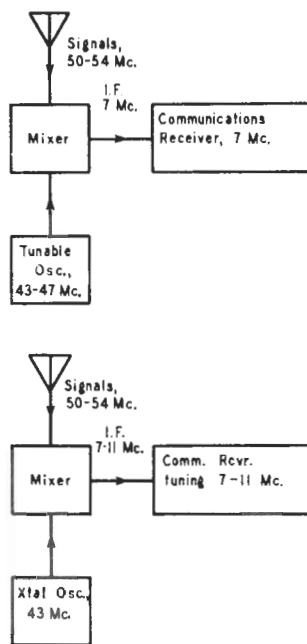 Signals,
50-54 Mc.
I.F.
7 Mc.
Mixer
Communications
Receiver, 7 Mc.
Tunable
Osc.,
43-47 Mc.
Signals,
50-54 Mc.
I.F.
7-11 Mc.
Mixer
Comm. Rcvr.
tuning 7-11 Mc.
Xtal Osc.,
43 Mc.